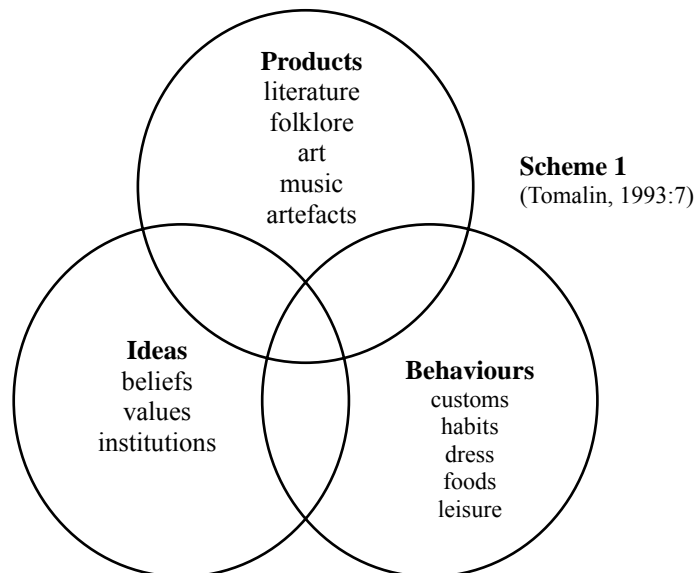 Products
literature
folklore
art
music
artefacts
Scheme 1
(Tomalin, 1993:7)
Ideas
beliefs
values
institutions
Behaviours
customs
habits
dress
foods
leisure